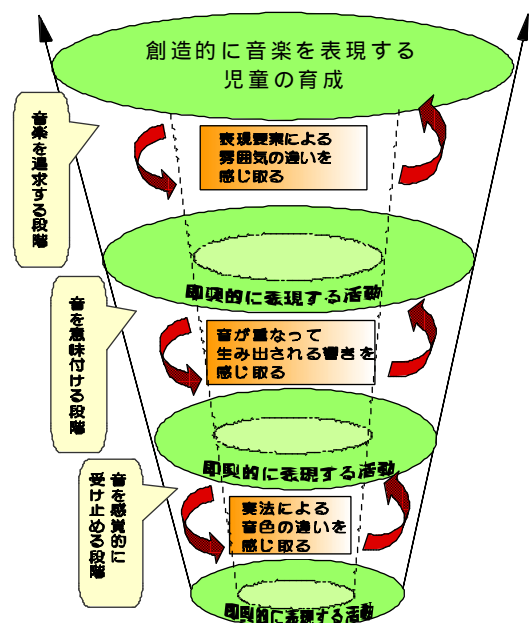 創造的に音楽を表現する
児童の育成
音楽を追求する段階
表現要素による
雰囲気の違いを
感じ取る
即興的に表現する活動
音を意味付ける段階
音が重なって
生み出される響きを
感じ取る
即興的に表現する活動
音を感覚的に
受け止める段階
奏法による
音色の違いを
感じ取る
即興的に表現する活動